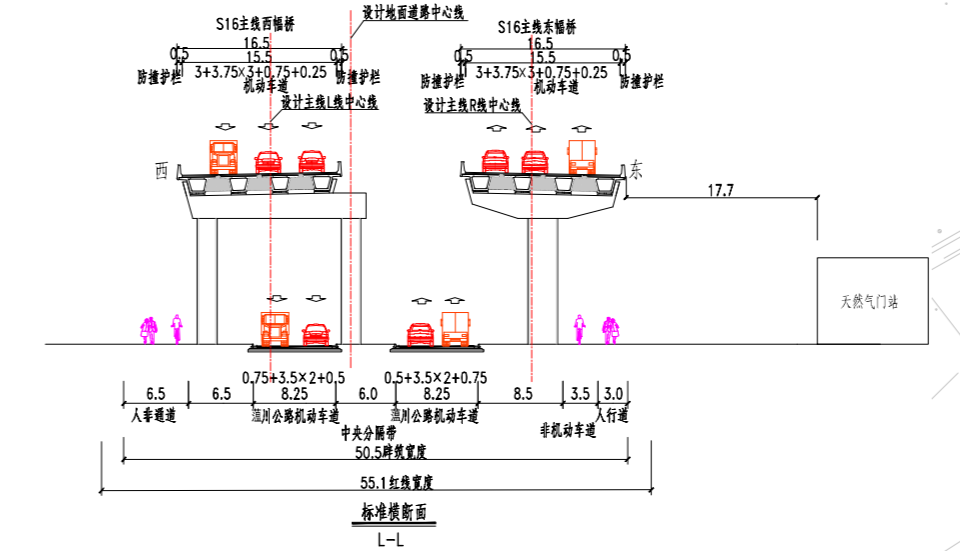 设计地面道路中心线
S16主线西幅桥
S16主线东幅桥
16.5
16.5
0.5
15.5
0.5
0.5
15.5
0.5
3+3.75×3+0.75+0.25
3+3.75×3+0.75+0.25
防撞护栏
机动车道
防撞护栏
防撞护栏
机动车道
防撞护栏
设计主线L线中心线
设计主线R线中心线
西
东
17.7
天然气门站
0.75+3.5×2+0.5
0.5+3.5×2+0.75
6.5
6.5
8.25
6.0
8.25
8.5
3.5
3.0
人非通道
蕰川公路机动车道
蕰川公路机动车道
人行道
中央分隔带
非机动车道
50.5建筑宽度
55.1红线宽度
标准横断面
L-L